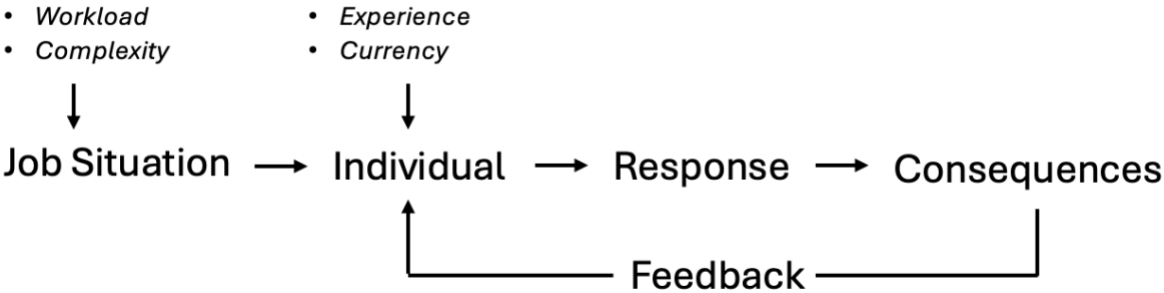 • Workload
• Complexity
• Experience
• Currency
Job Situation
Individual
Response
Consequences
Feedback